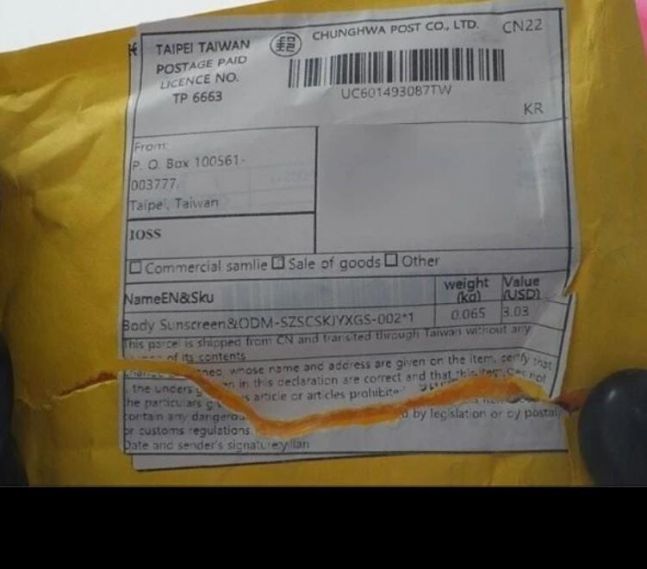 TAIPEI TAIWAN
POSTAGE PAID
LICENCE NO.
TP 6663
CHUNGHWA POST CO., LTD.
CN22
UC601493087TW
KR
From:
P. O. Box 100561-
003777,
Taipei, Taiwan
IOSS
Commercial samlie Sale of goods Other
NameEN&Sku
weight (kg)
Value (USD)
Body Sunscreen&ODM-SZSCSKJYXGS-002*1
0.065
3.03
This parcel is shipped from CN and transited through Taiwan without any
of its contents
whose name and address are given on the item, certify that
the particulars in this declaration are correct and that this item does not
contain any article or articles prohibited by legislation or by postal
or customs regulations.
Date and sender's signature:yilian